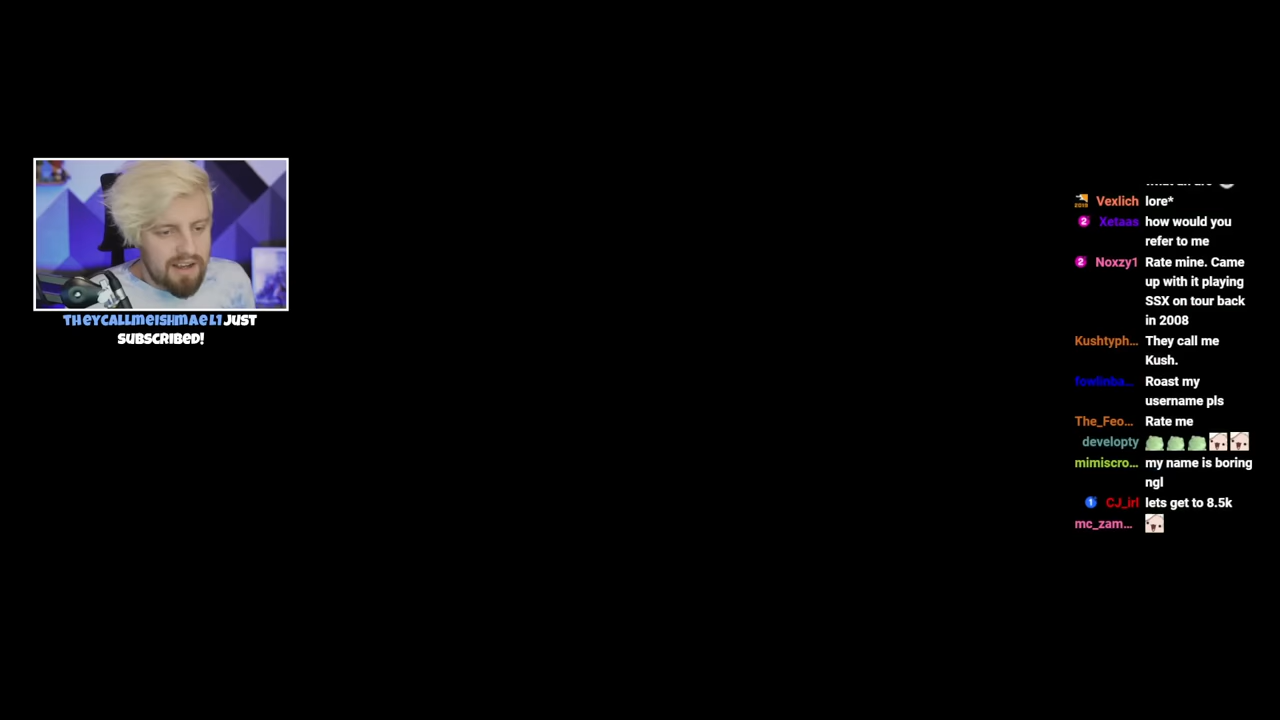 THEYCALLMEISHMAEL1 JUST
SUBSCRIBED!
Vexlich lore*
Xetaas how would you
refer to me
Noxzy1 Rate mine. Came
up with it playing
SSX on tour back
in 2008
Kushtyph... They call me
Kush.
fowlinba... Roast my
username pls
The_Feo... Rate me
developty
mimiscro... my name is boring
ngl
CJ_irl lets get to 8.5k
mc_zam...